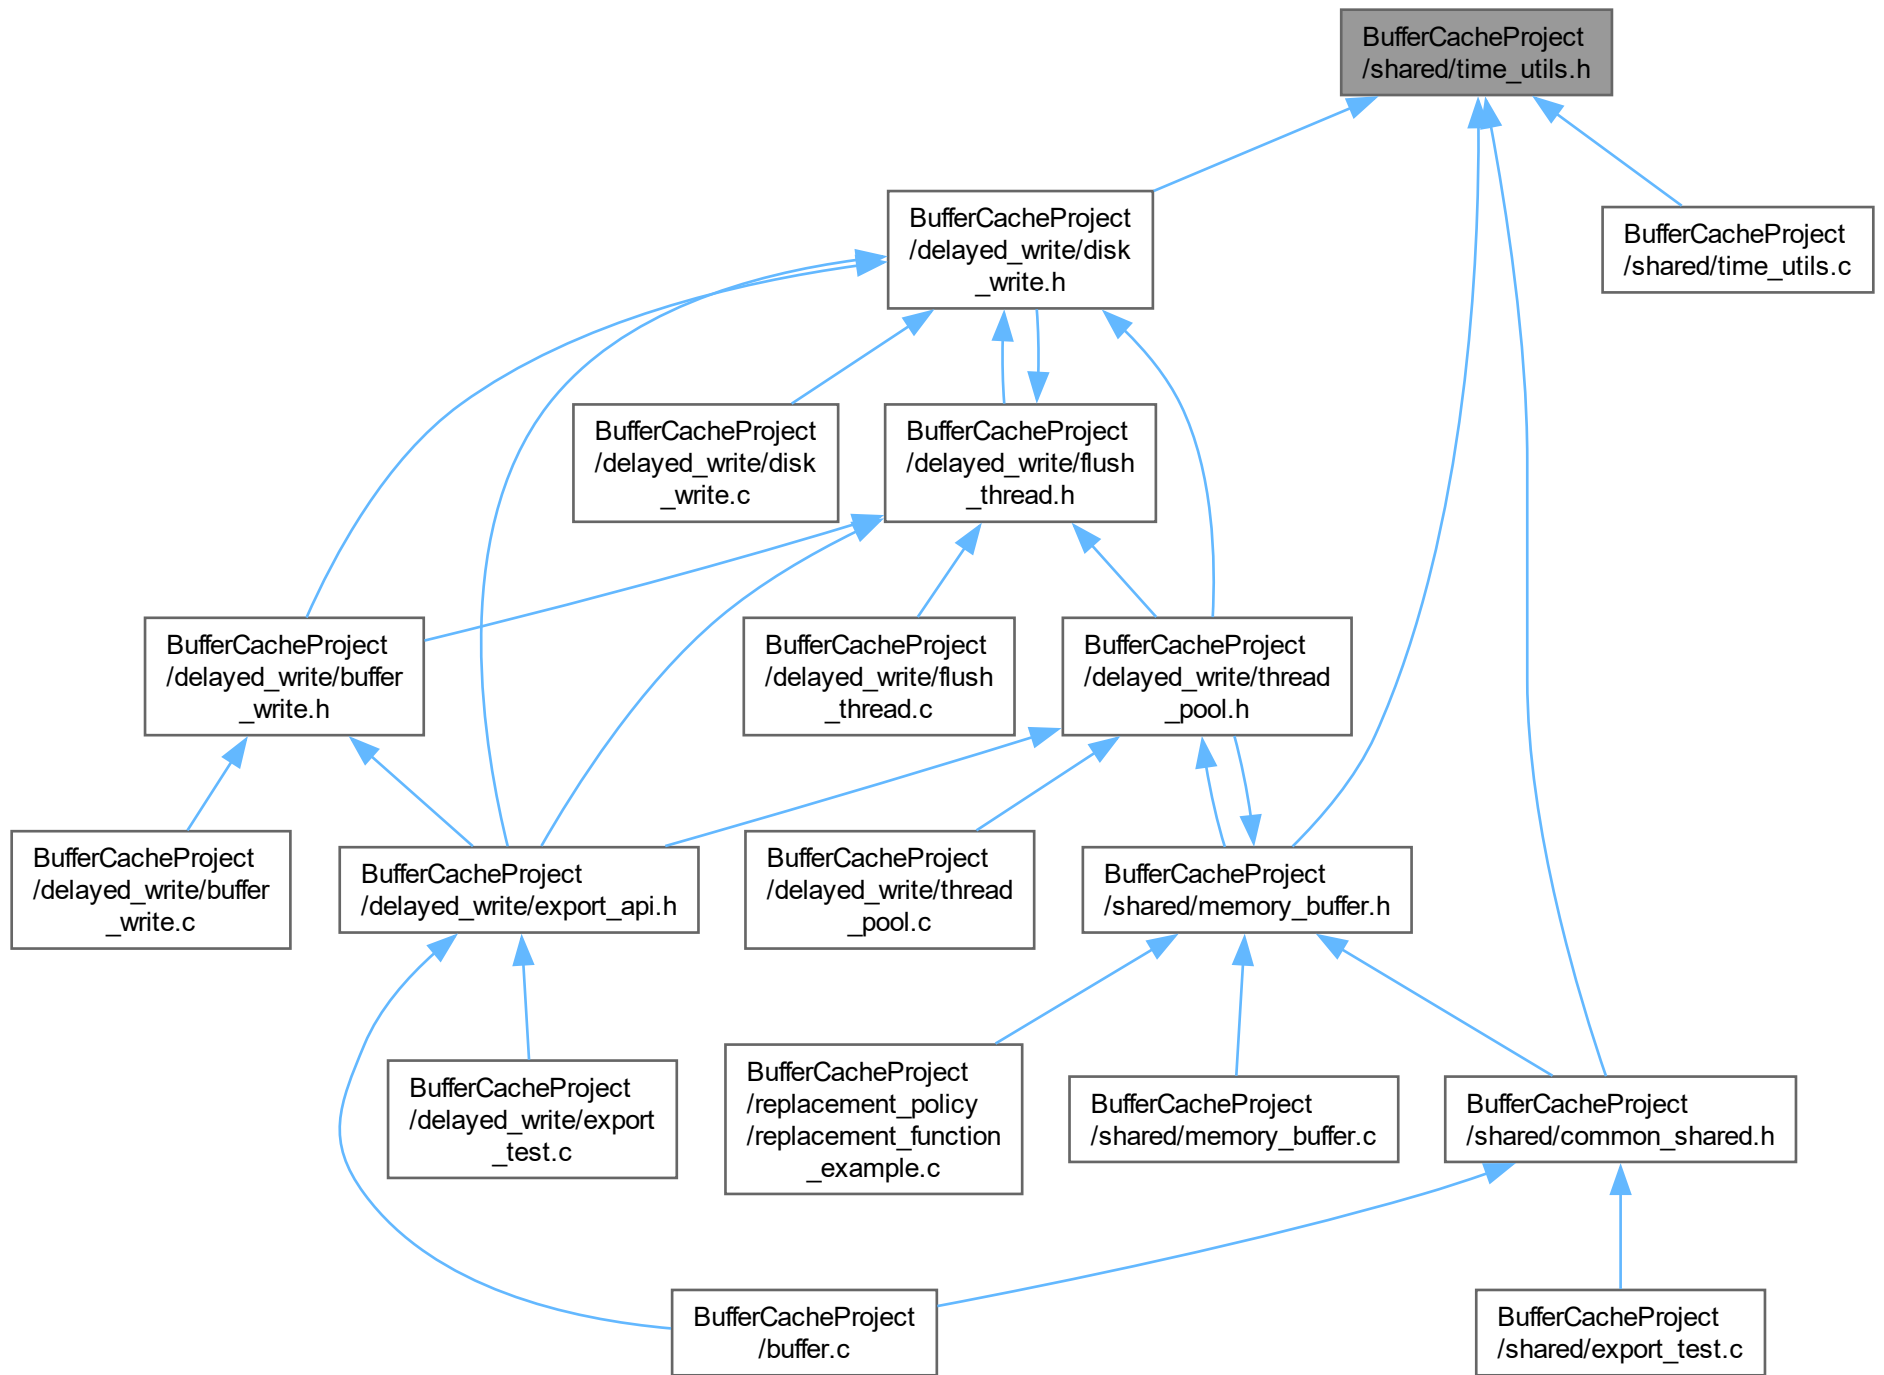 BufferCacheProject
/shared/time_utils.h
BufferCacheProject
/delayed_write/disk
_write.h
BufferCacheProject
/shared/time_utils.c
BufferCacheProject
/delayed_write/disk
_write.c
BufferCacheProject
/delayed_write/flush
_thread.h
BufferCacheProject
/delayed_write/buffer
_write.h
BufferCacheProject
/delayed_write/flush
_thread.c
BufferCacheProject
/delayed_write/thread
_pool.h
BufferCacheProject
/delayed_write/buffer
_write.c
BufferCacheProject
/delayed_write/export_api.h
BufferCacheProject
/delayed_write/thread
_pool.c
BufferCacheProject
/shared/memory_buffer.h
BufferCacheProject
/delayed_write/export
_test.c
BufferCacheProject
/replacement_policy
/replacement_function
_example.c
BufferCacheProject
/shared/memory_buffer.c
BufferCacheProject
/shared/common_shared.h
BufferCacheProject
/buffer.c
BufferCacheProject
/shared/export_test.c